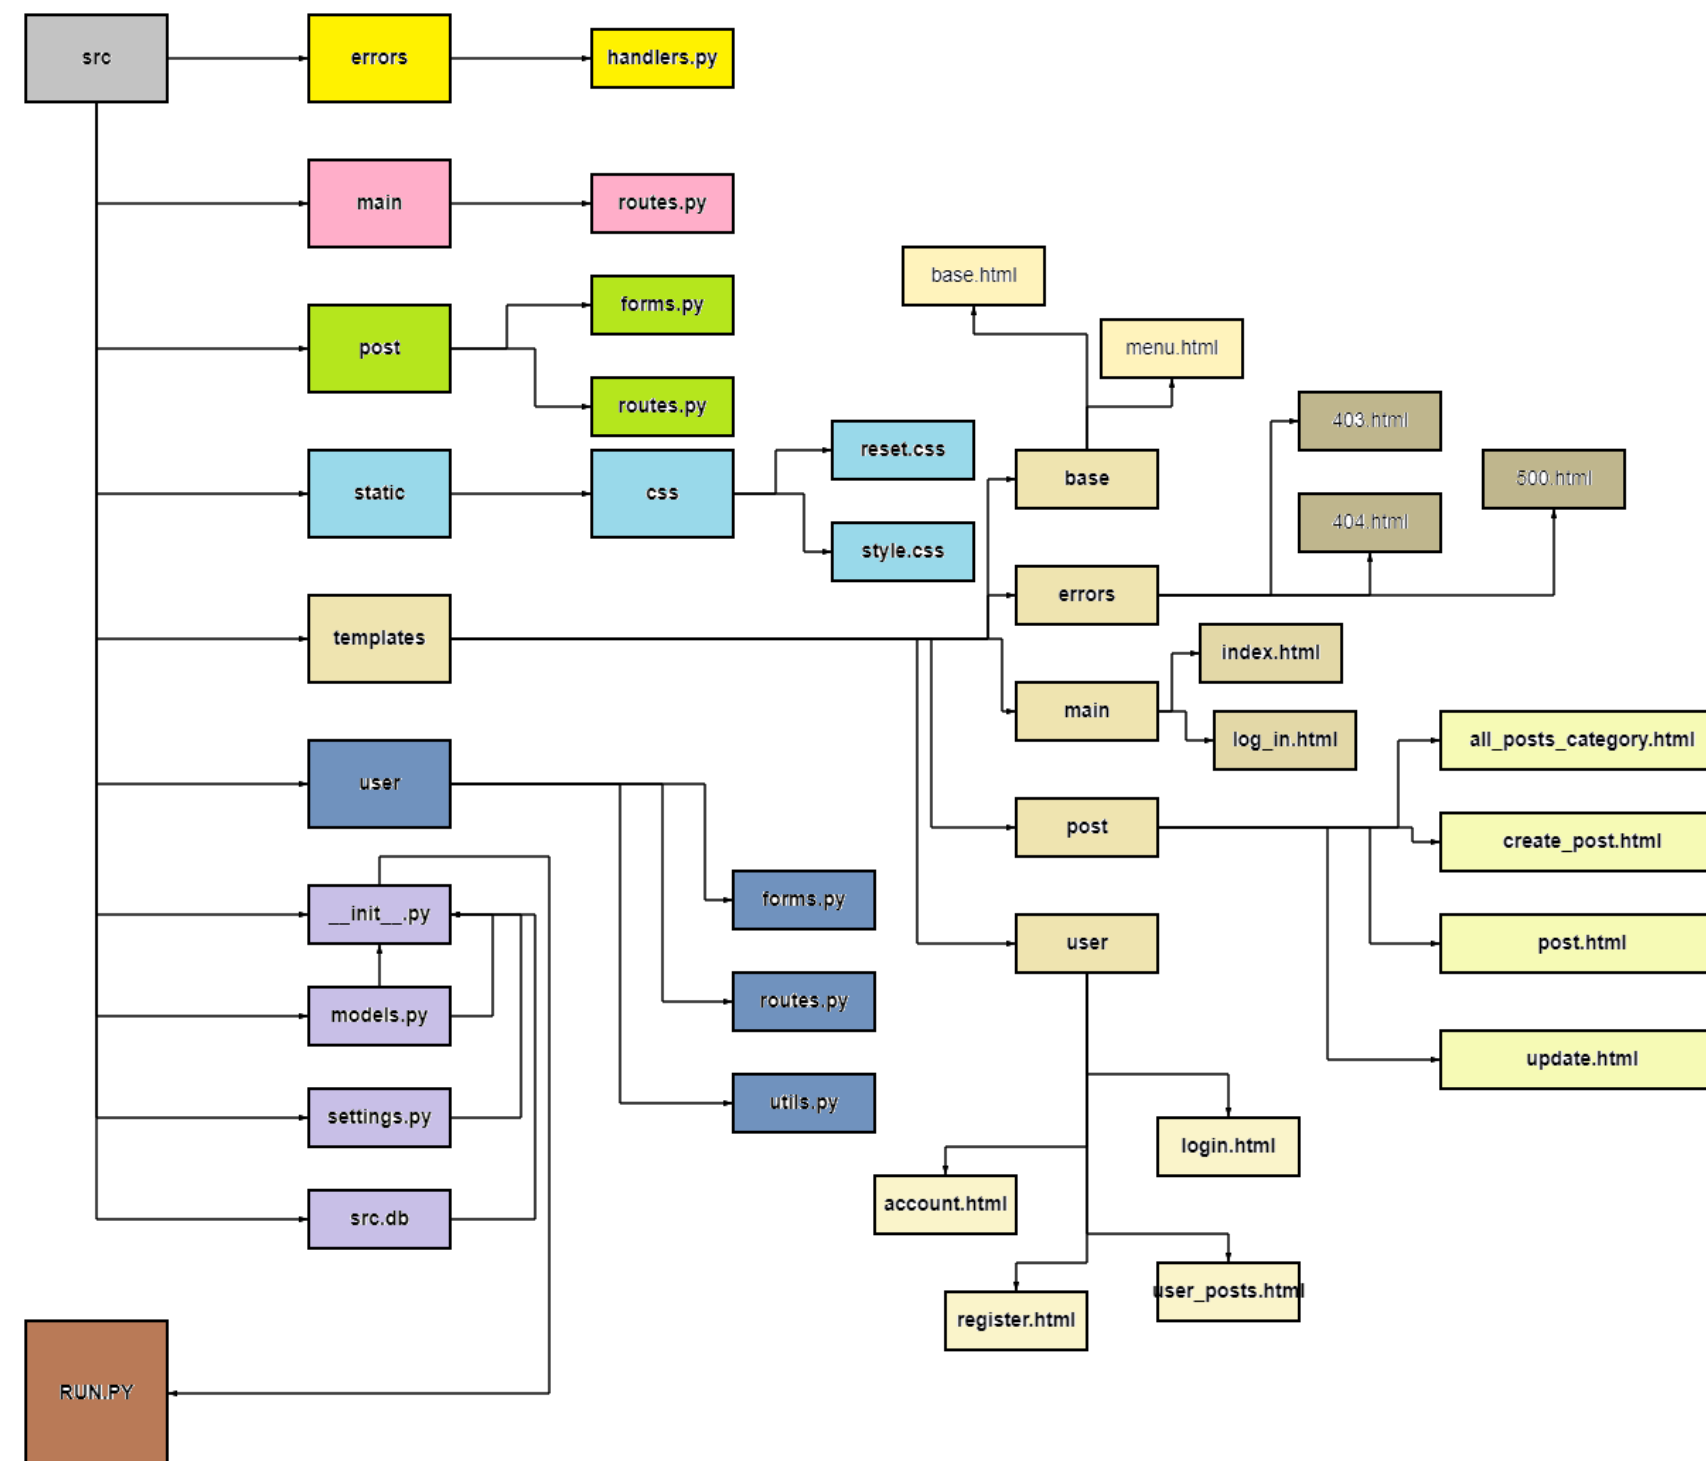 src
errors
handlers.py
main
routes.py
post
forms.py
routes.py
static
css
reset.css
style.css
templates
base
base.html
menu.html
errors
403.html
404.html
500.html
main
index.html
log_in.html
post
all_posts_category.html
create_post.html
post.html
update.html
user
login.html
account.html
user_posts.html
register.html
user
forms.py
routes.py
utils.py
__init__.py
models.py
settings.py
src.db
RUN.PY